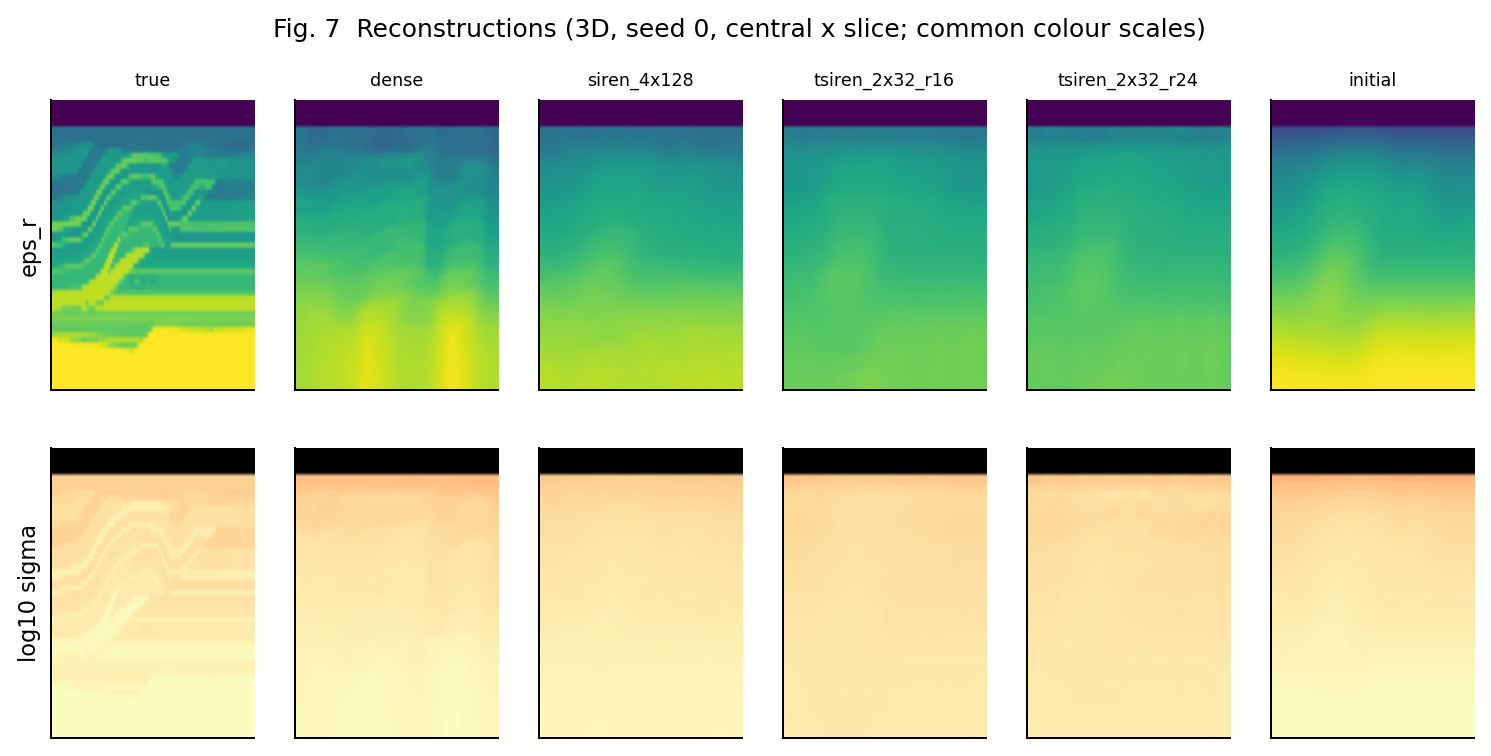 Fig. 7  Reconstructions (3D, seed 0, central x slice; common colour scales)
true
dense
siren_4x128
tsiren_2x32_r16
tsiren_2x32_r24
initial
eps_r
log10 sigma